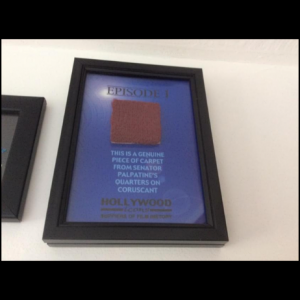 EPISODE I
THIS IS A GENUINE
PIECE OF CARPET
FROM SENATOR
PALPATINE'S
QUARTERS ON
CORUSCANT
HOLLYWOOD